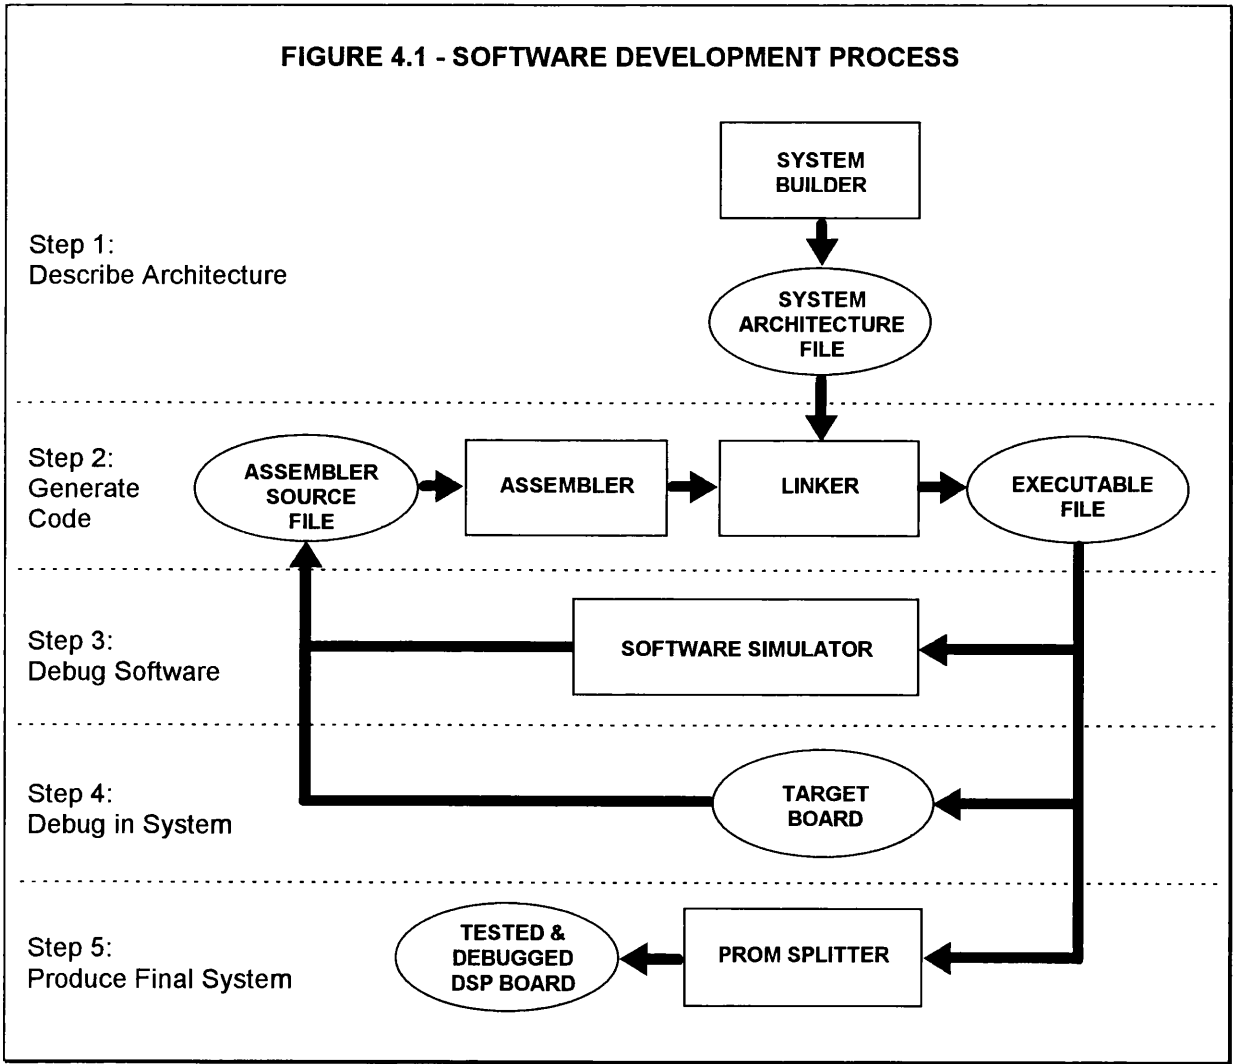 FIGURE 4.1 - SOFTWARE DEVELOPMENT PROCESS
SYSTEM
BUILDER
Step 1:
Describe Architecture
SYSTEM
ARCHITECTURE
FILE
Step 2:
Generate
Code
ASSEMBLER
SOURCE
FILE
ASSEMBLER
LINKER
EXECUTABLE
FILE
Step 3:
Debug Software
SOFTWARE SIMULATOR
Step 4:
Debug in System
TARGET
BOARD
Step 5:
Produce Final System
TESTED &
DEBUGGED
DSP BOARD
PROM SPLITTER